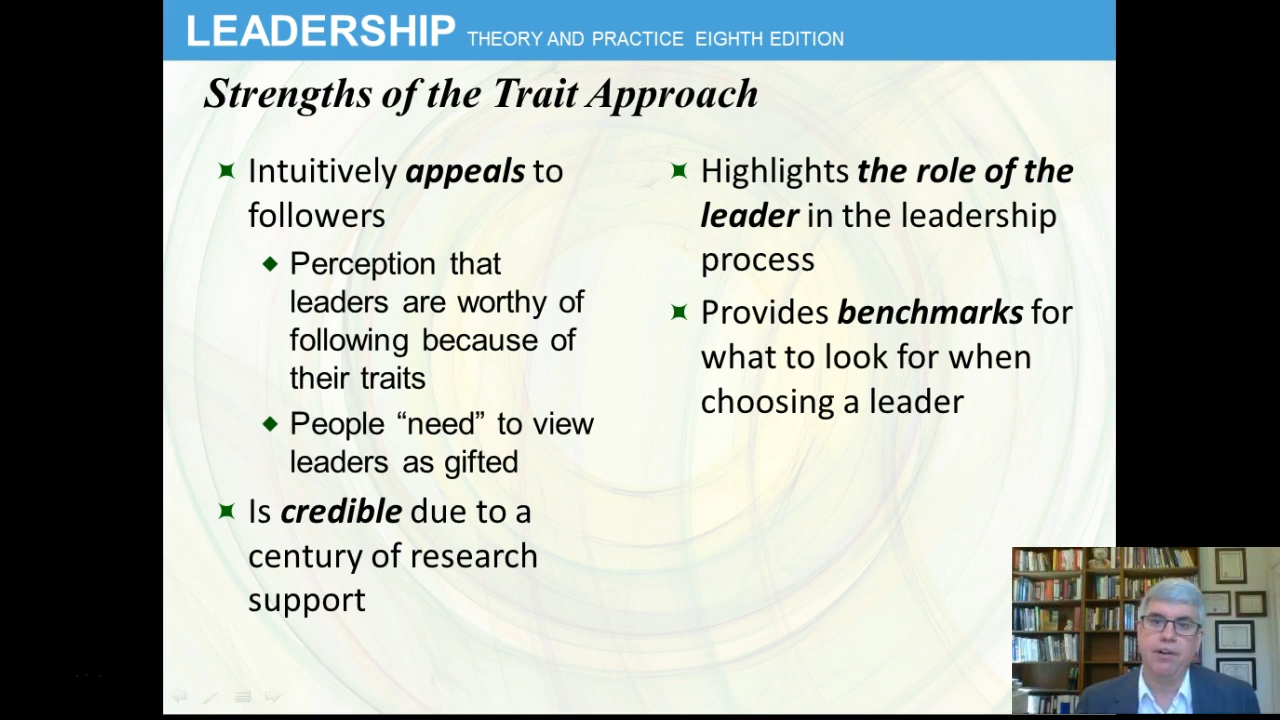 LEADERSHIP THEORY AND PRACTICE EIGHTH EDITION
Strengths of the Trait Approach
Intuitively appeals to
followers
Perception that
leaders are worthy of
following because of
their traits
People “need” to view
leaders as gifted
Is credible due to a
century of research
support
Highlights the role of the
leader in the leadership
process
Provides benchmarks for
what to look for when
choosing a leader